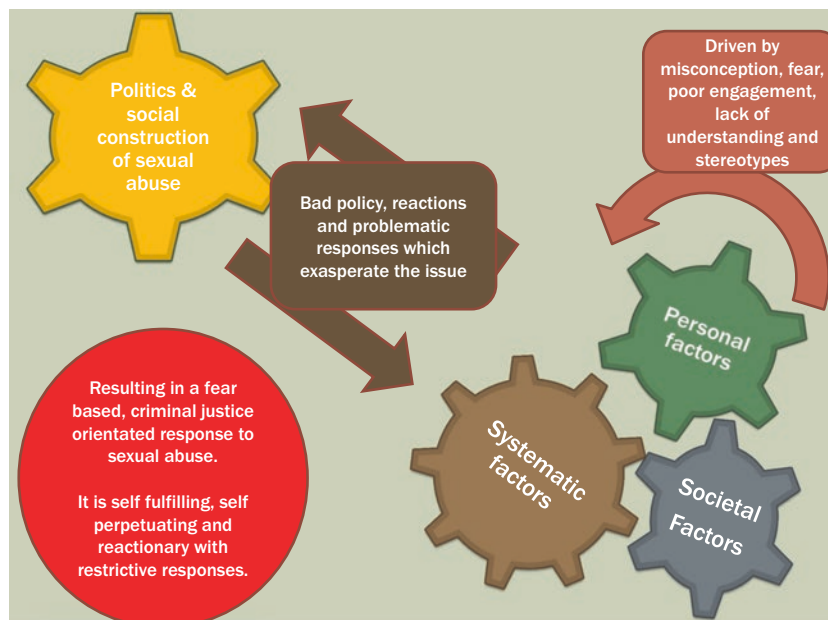 Politics &
social
construction
of sexual
abuse
Bad policy, reactions
and problematic
responses which
exasperate the issue
Driven by
misconception, fear,
poor engagement,
lack of
understanding and
stereotypes
Personal
factors
Systematic
factors
Societal
Factors
Resulting in a fear
based, criminal justice
orientated response to
sexual abuse.
It is self fulfilling, self
perpetuating and
reactionary with
restrictive responses.